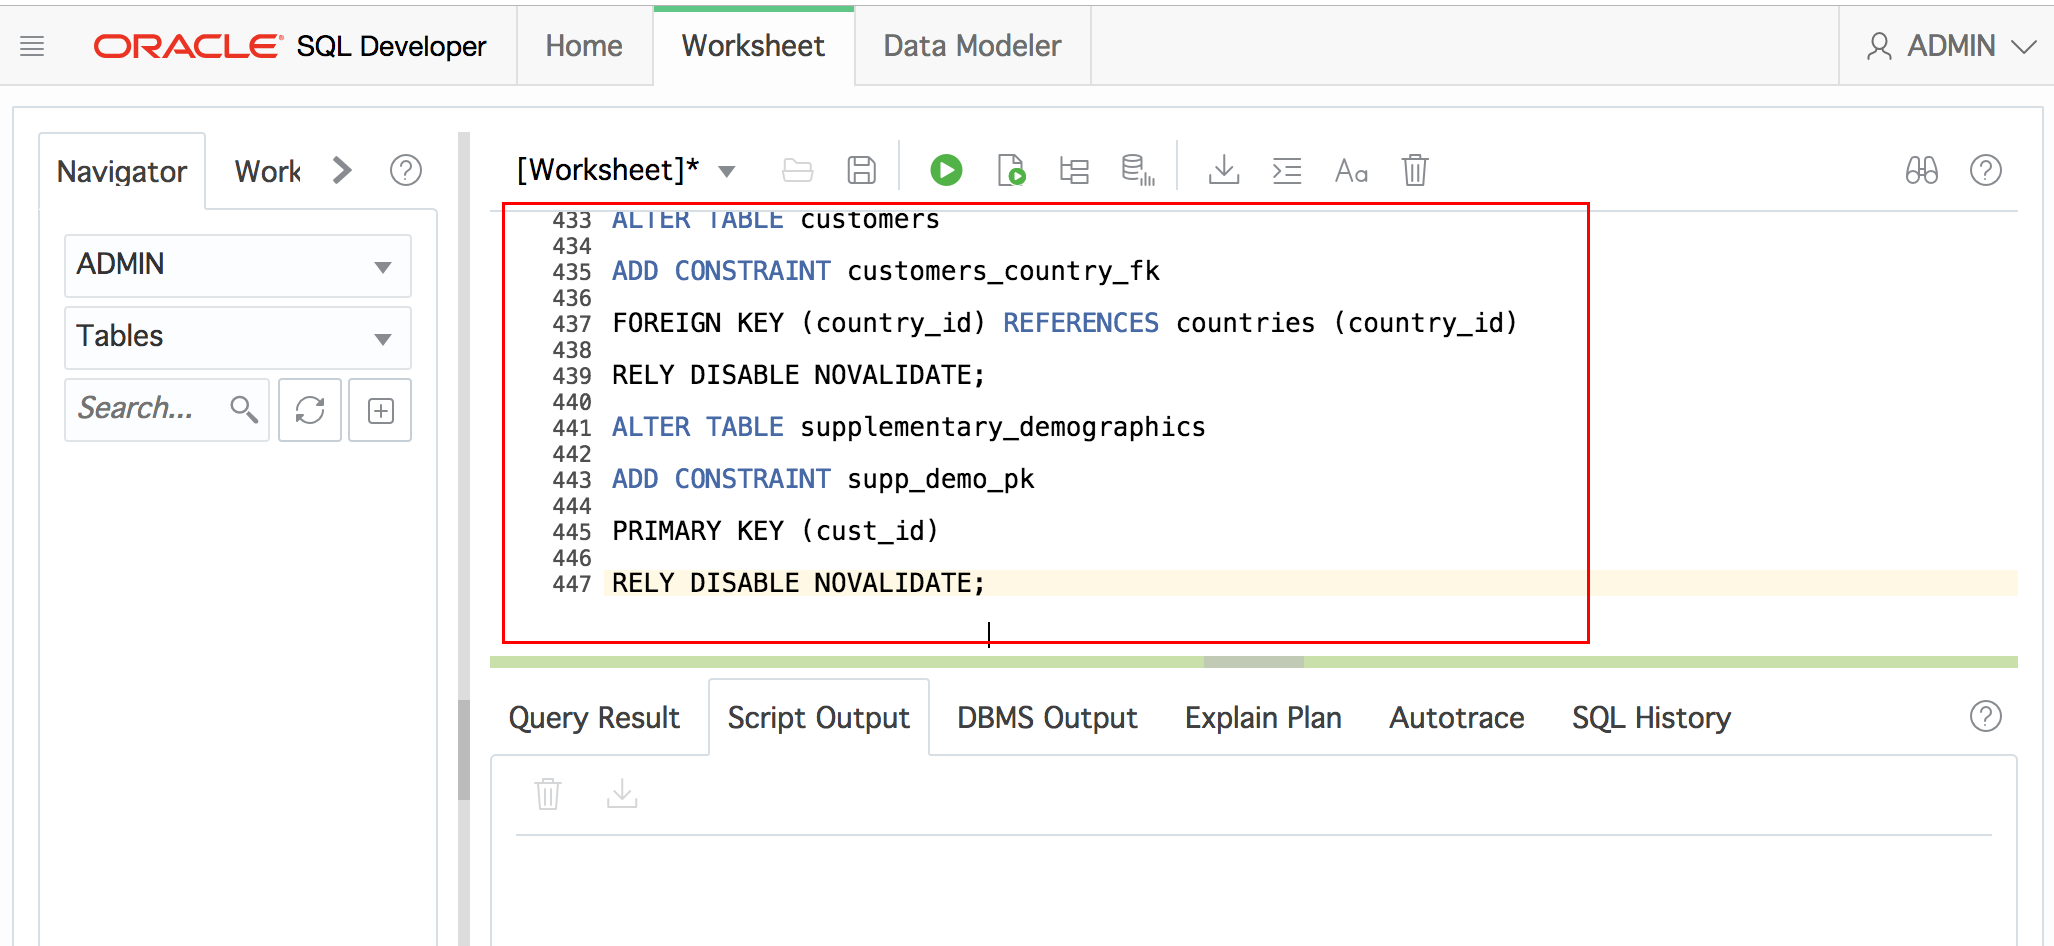 ORACLE SQL Developer Home Worksheet Data Modeler ADMIN
Navigator Work
[Worksheet]* Aa
ADMIN
Tables
Search...
433 ALTER TABLE customers
434
435 ADD CONSTRAINT customers_country_fk
436
437 FOREIGN KEY (country_id) REFERENCES countries (country_id)
438
439 RELY DISABLE NOVALIDATE;
440
441 ALTER TABLE supplementary_demographics
442
443 ADD CONSTRAINT supp_demo_pk
444
445 PRIMARY KEY (cust_id)
446
447 RELY DISABLE NOVALIDATE;
Query Result Script Output DBMS Output Explain Plan Autotrace SQL History